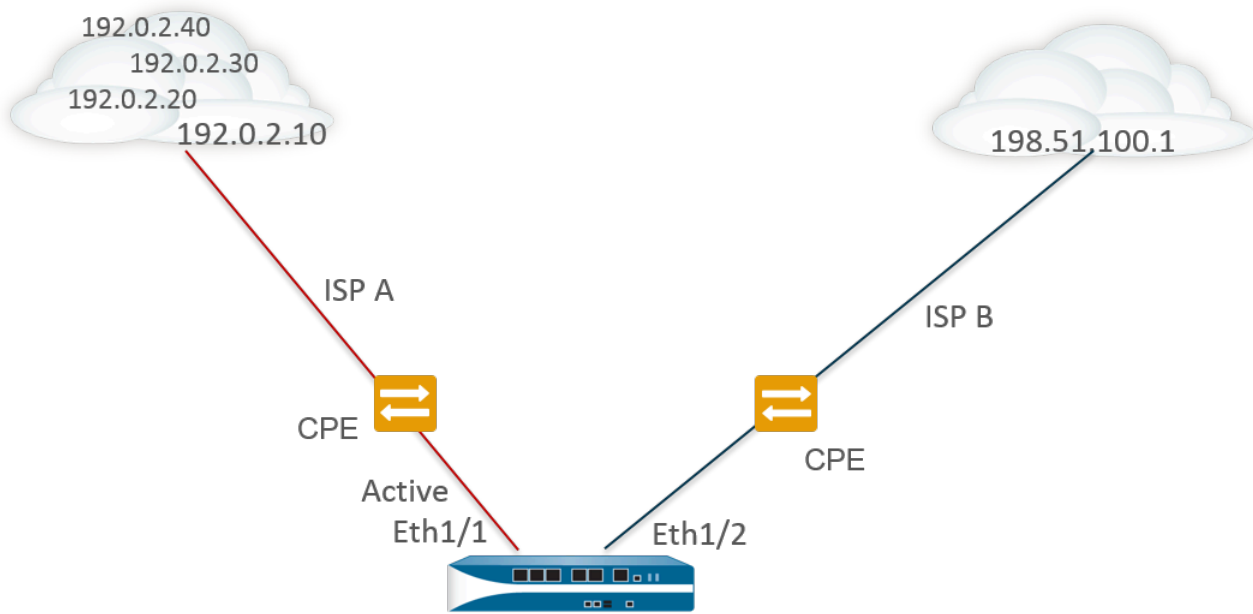 192.0.2.40
192.0.2.30
192.0.2.20
192.0.2.10
198.51.100.1
ISP A
ISP B
CPE
CPE
Active
Eth1/1
Eth1/2